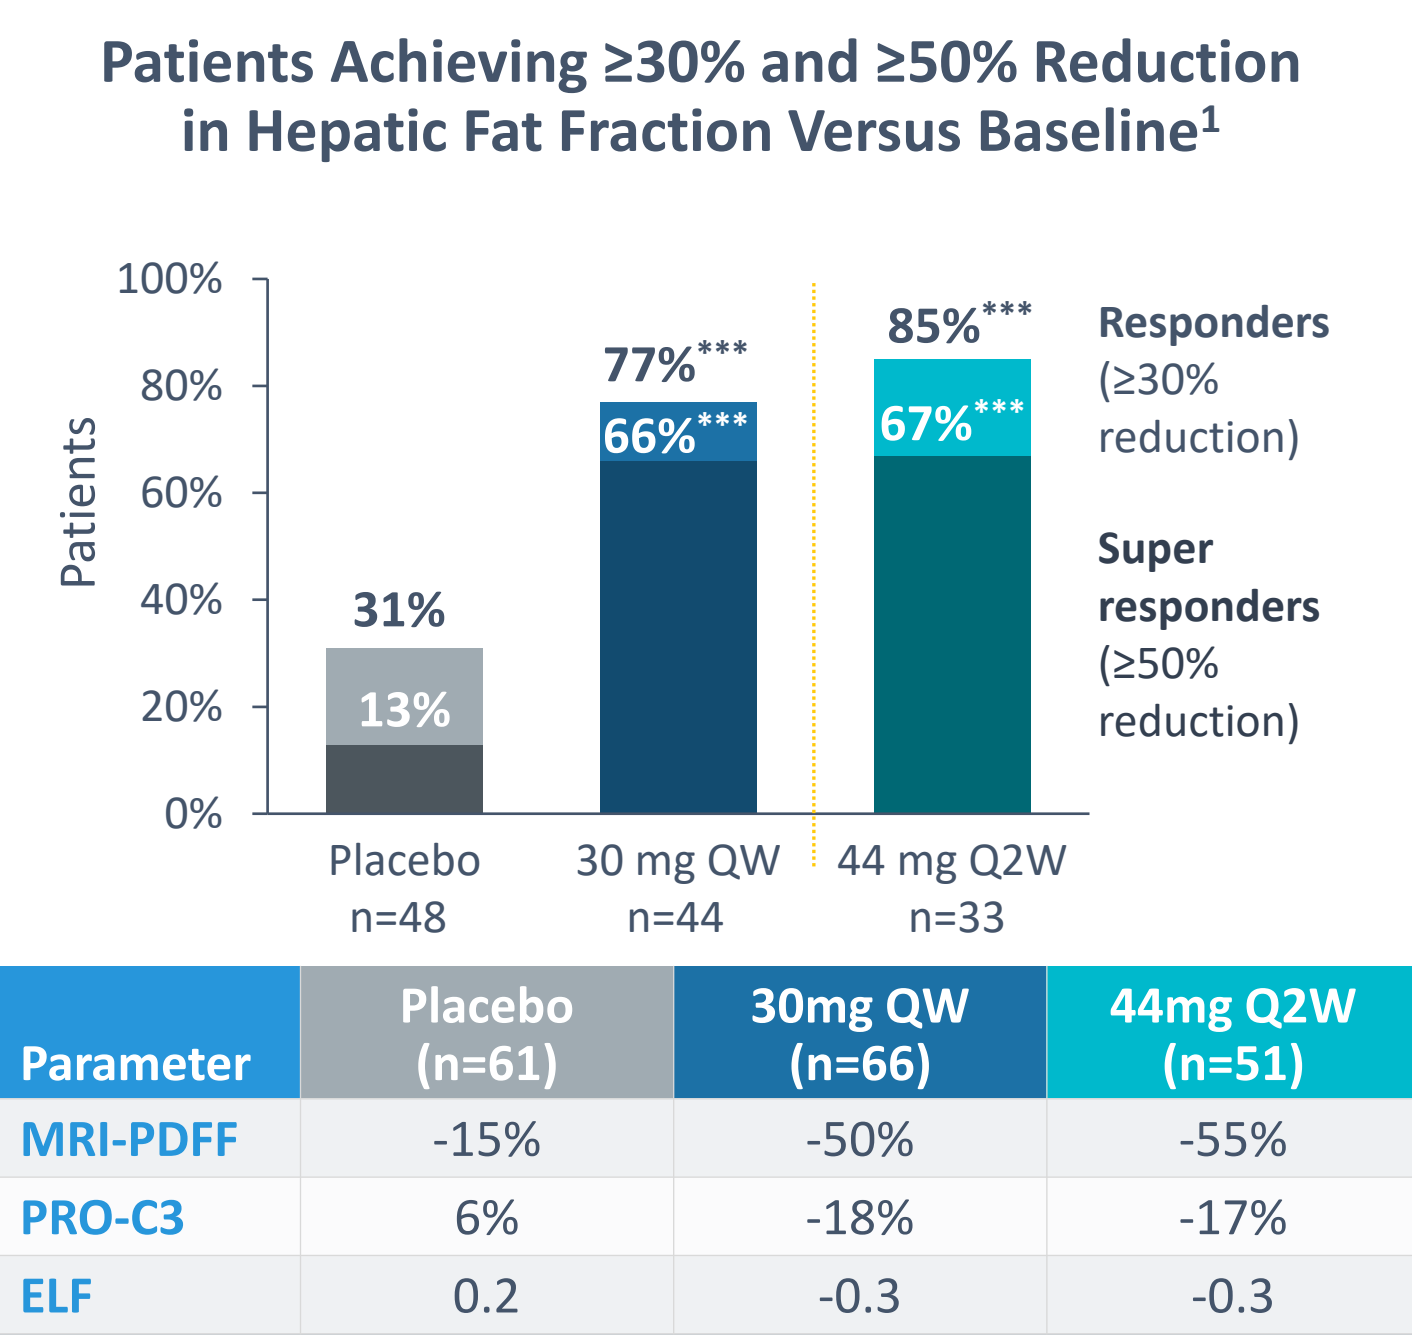 Patients Achieving ≥30% and ≥50% Reduction
in Hepatic Fat Fraction Versus Baseline¹
100%
80%
60%
40%
20%
0%
Patients
31%
13%
77%***
66%***
85%***
67%***
Placebo
n=48
30 mg QW
n=44
44 mg Q2W
n=33
Responders
(≥30%
reduction)
Super
responders
(≥50%
reduction)
Parameter
Placebo
(n=61)
30mg QW
(n=66)
44mg Q2W
(n=51)
MRI-PDFF -15% -50% -55%
PRO-C3 6% -18% -17%
ELF 0.2 -0.3 -0.3